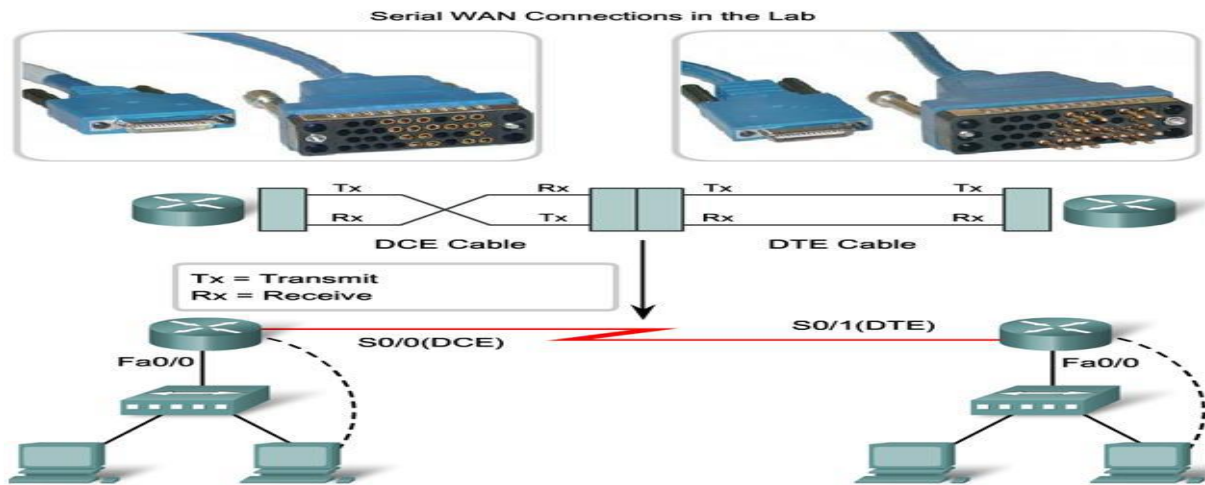 Serial WAN Connections in the Lab
Tx Rx Tx Tx
Rx Tx Rx Rx
DCE Cable DTE Cable
Tx = Transmit
Rx = Receive
S0/0(DCE) S0/1(DTE)
Fa0/0 Fa0/0